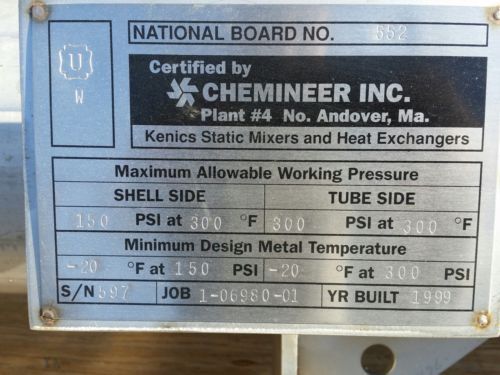 NATIONAL BOARD NO. 552
U
W
Certified by
CHEMINEER INC.
Plant #4 No. Andover, Ma.
Kenics Static Mixers and Heat Exchangers
Maximum Allowable Working Pressure
SHELL SIDE TUBE SIDE
150 PSI at 300 °F 300 PSI at 300 °F
Minimum Design Metal Temperature
-20 °F at 150 PSI -20 °F at 300 PSI
S/N 597 JOB 1-06980-01 YR BUILT 1999